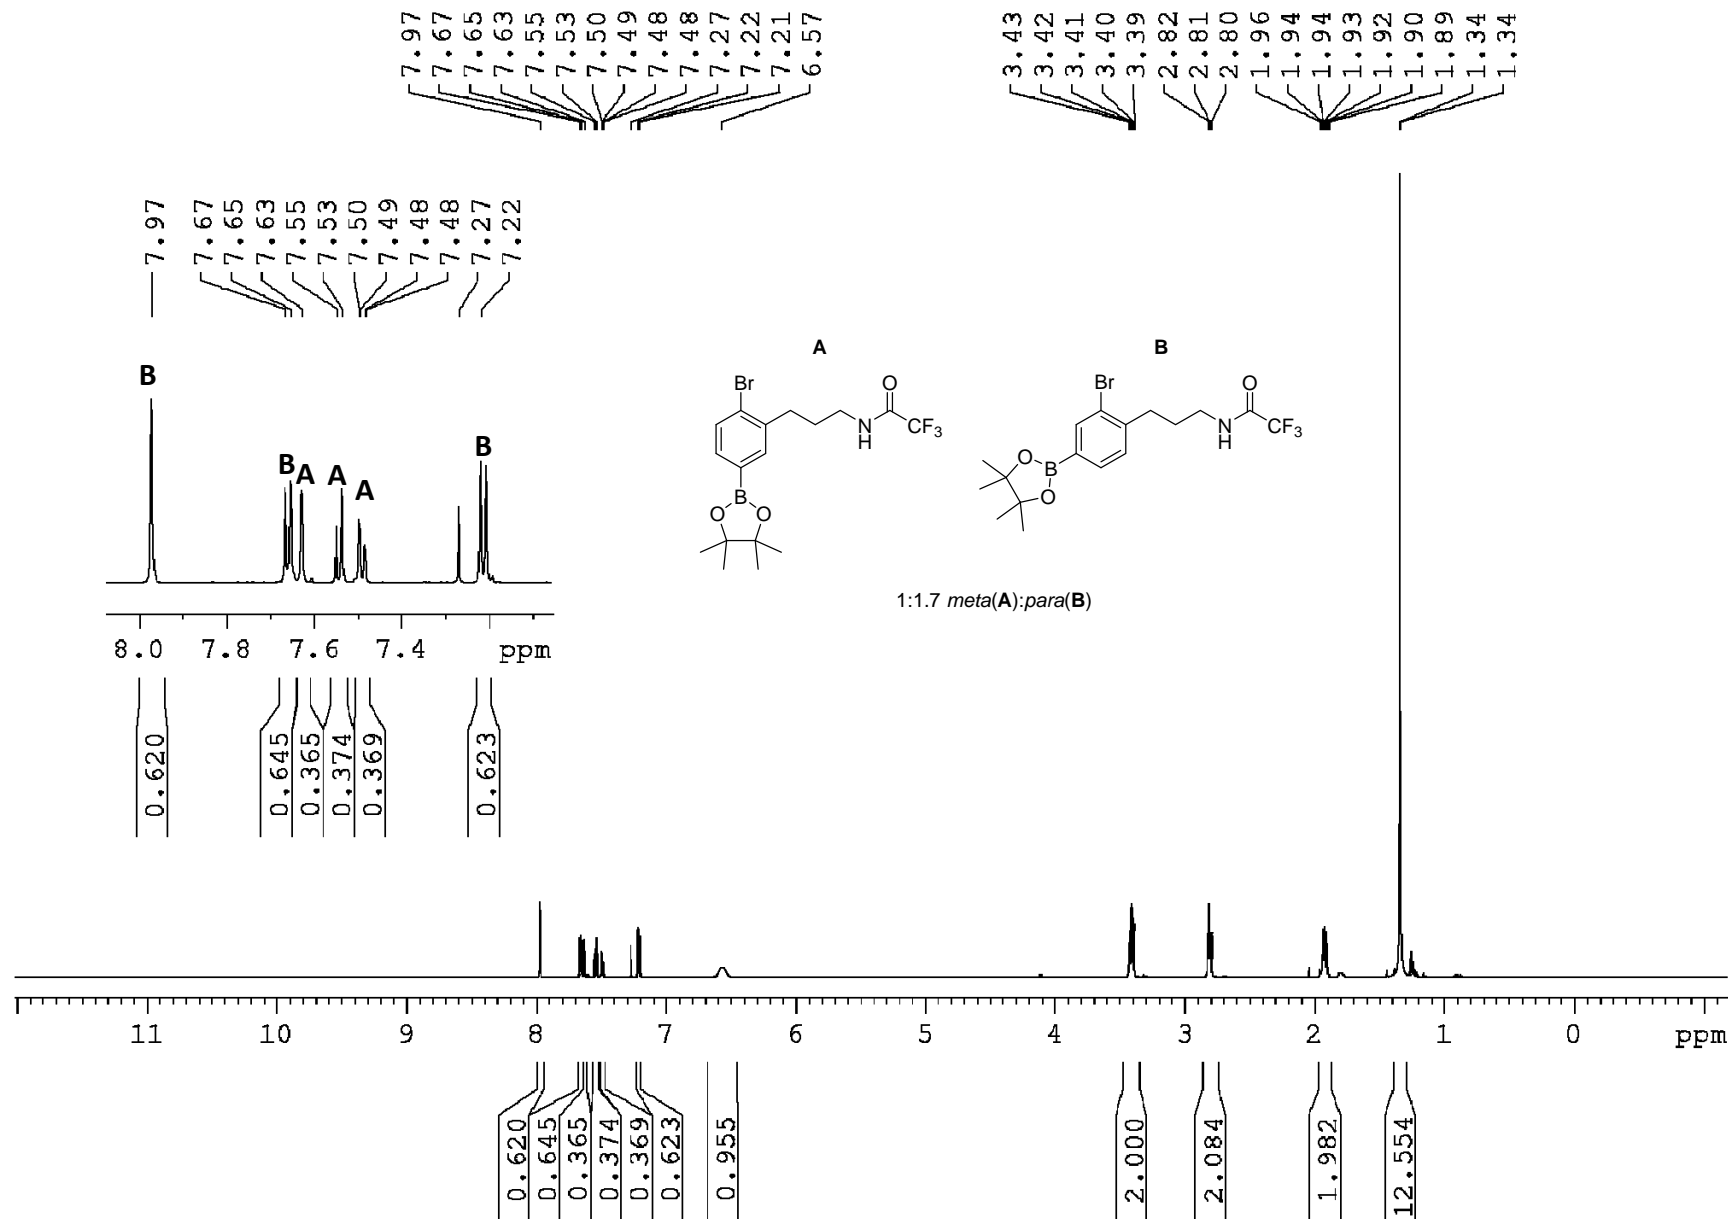 7.97 7.67 7.65 7.63 7.55 7.53 7.50 7.49 7.48 7.48 7.27 7.22 7.21 6.57 3.43 3.42 3.41 3.40 3.39 2.82 2.81 2.80 1.96 1.94 1.94 1.93 1.92 1.90 1.89 1.34 1.34
7.97 7.67 7.65 7.63 7.55 7.53 7.50 7.49 7.48 7.48 7.27 7.22
A B
B B A A A B
Br O N H CF3 B O O
Br O N H CF3 O B O
1:1.7 meta(A):para(B)
8.0 7.8 7.6 7.4 ppm
0.620 0.645 0.365 0.374 0.369 0.623
11 10 9 8 7 6 5 4 3 2 1 0 ppm
0.620 0.645 0.365 0.374 0.369 0.623 0.955 2.000 2.084 1.982 12.554